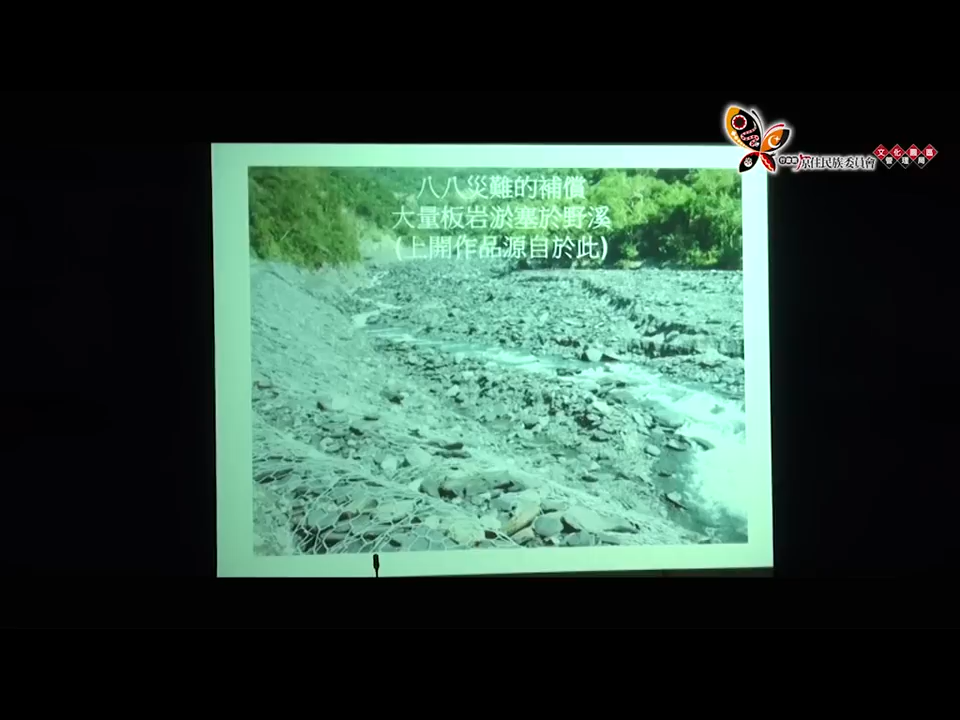 八八災難的補償
大量板岩淤塞於野溪
(上開作品源自於此)
原住民族委員會
文化園區
管理局